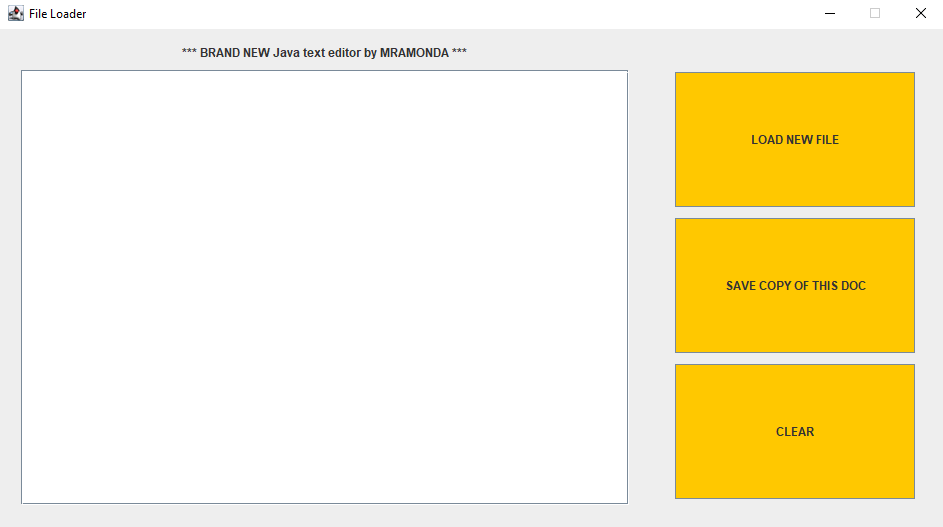 File Loader
*** BRAND NEW Java text editor by MRAMONDA ***
LOAD NEW FILE
SAVE COPY OF THIS DOC
CLEAR